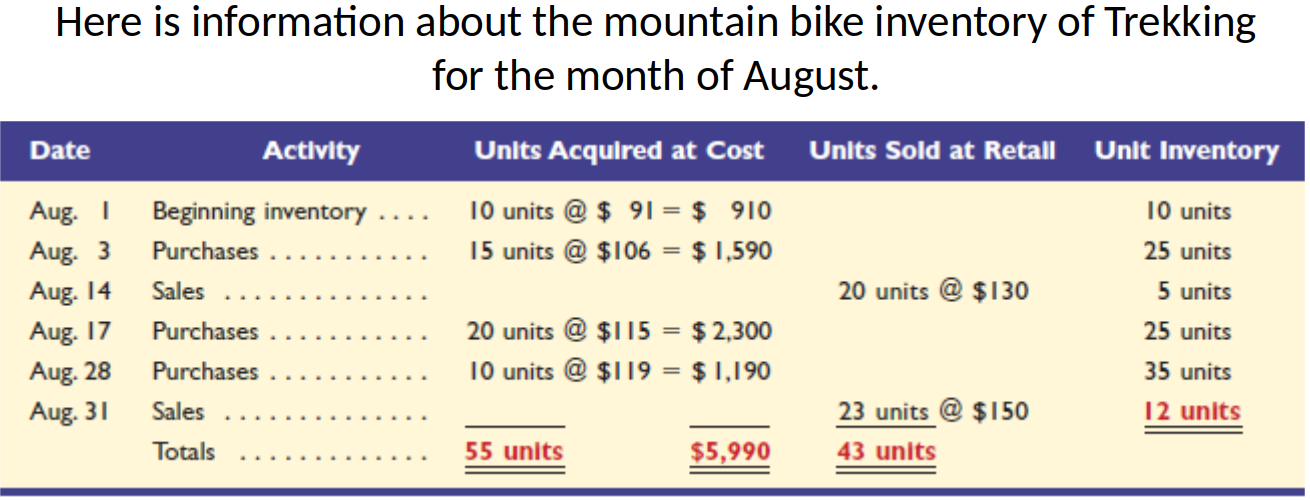 Here is information about the mountain bike inventory of Trekking
for the month of August.
Date Activity Units Acquired at Cost Units Sold at Retail Unit Inventory
Aug. 1 Beginning inventory .... 10 units @ $ 91 = $ 910 10 units
Aug. 3 Purchases ........... 15 units @ $106 = $ 1,590 25 units
Aug. 14 Sales .............. 20 units @ $130 5 units
Aug. 17 Purchases ........... 20 units @ $115 = $ 2,300 25 units
Aug. 28 Purchases ........... 10 units @ $119 = $ 1,190 35 units
Aug. 31 Sales .............. 23 units @ $150 12 units
Totals ............. 55 units $5,990 43 units